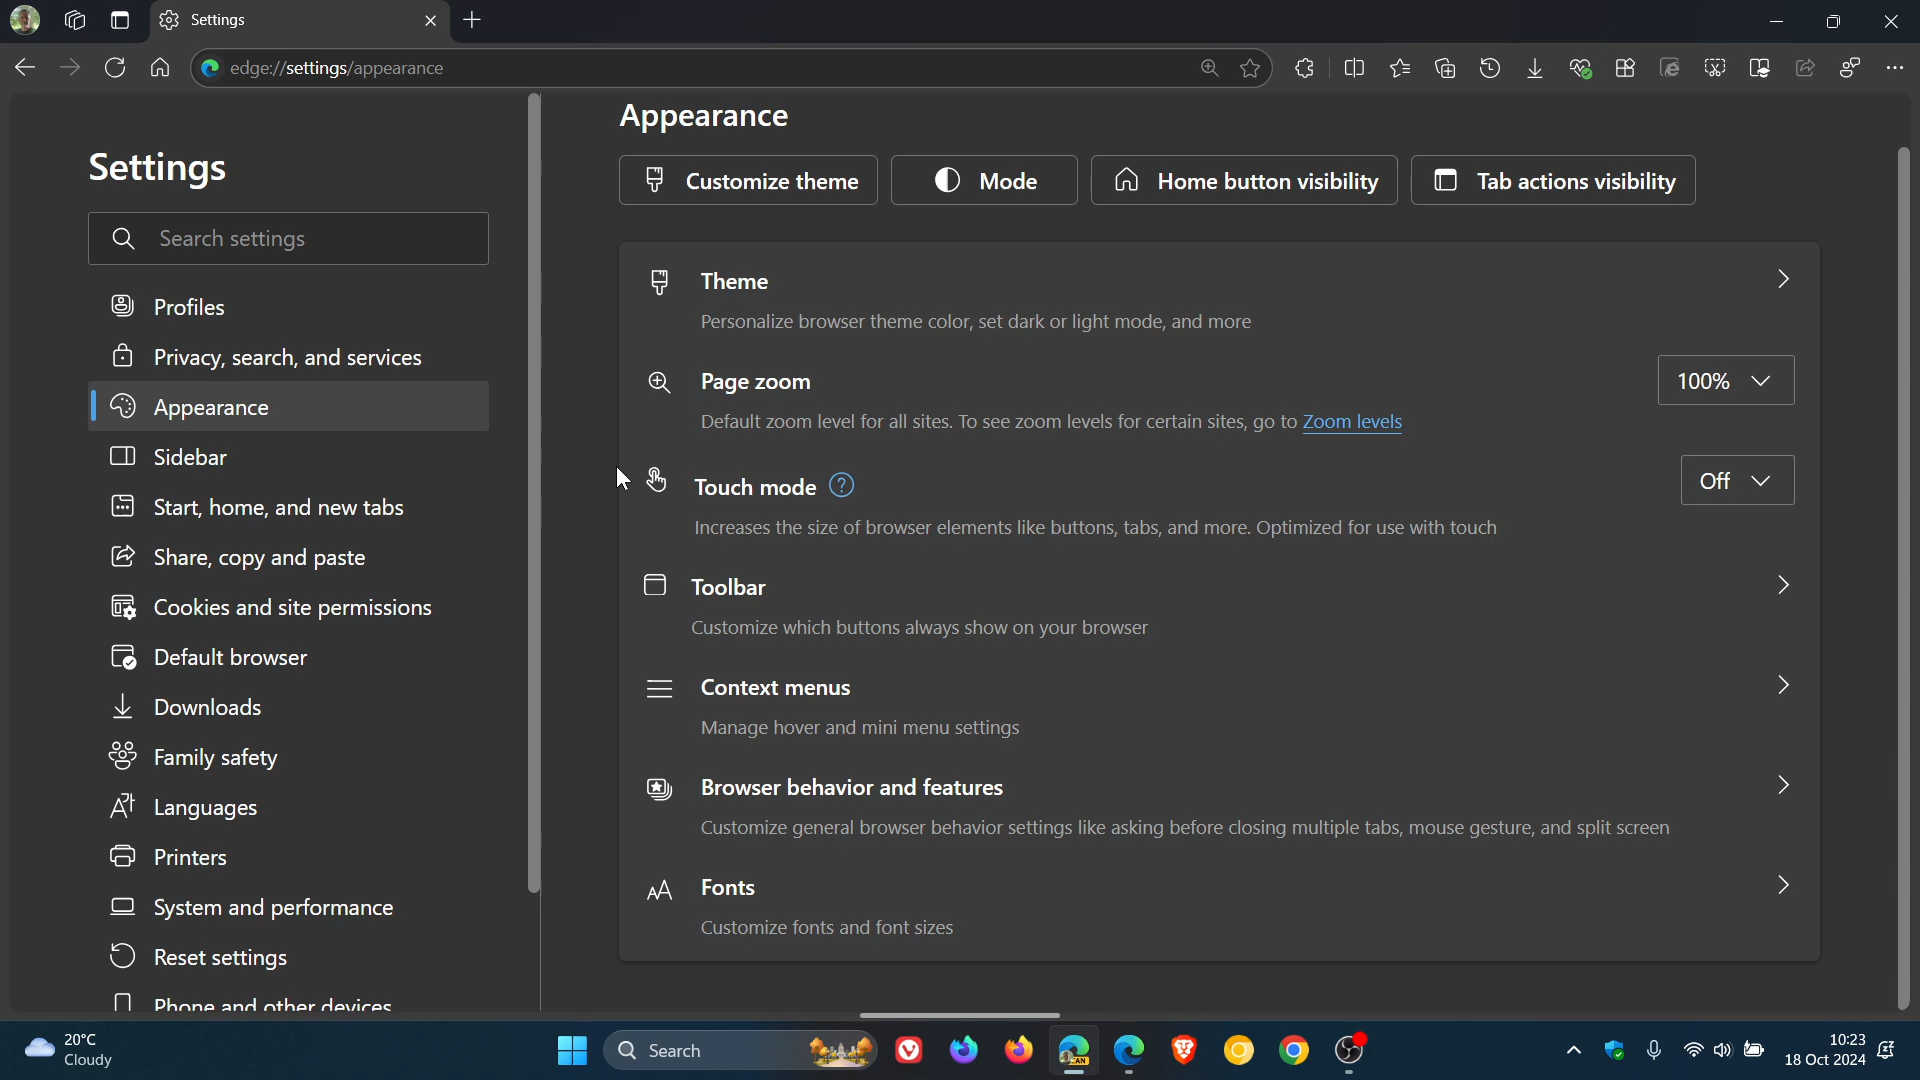 Settings
edge://settings/appearance
Settings
Search settings
Profiles
Privacy, search, and services
Appearance
Sidebar
Start, home, and new tabs
Share, copy and paste
Cookies and site permissions
Default browser
Downloads
Family safety
Languages
Printers
System and performance
Reset settings
Phone and other devices
Appearance
Customize theme
Mode
Home button visibility
Tab actions visibility
Theme
Personalize browser theme color, set dark or light mode, and more
Page zoom
100%
Default zoom level for all sites. To see zoom levels for certain sites, go to Zoom levels
Touch mode ?
Off
Increases the size of browser elements like buttons, tabs, and more. Optimized for use with touch
Toolbar
Customize which buttons always show on your browser
Context menus
Manage hover and mini menu settings
Browser behavior and features
Customize general browser behavior settings like asking before closing multiple tabs, mouse gesture, and split screen
Fonts
Customize fonts and font sizes
20°C
Cloudy
Search
CAN
10:23
18 Oct 2024